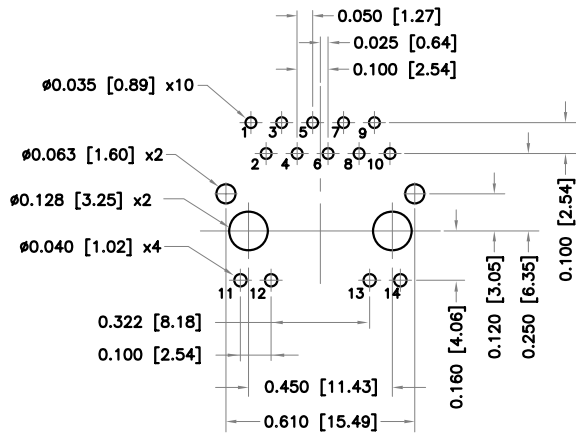 0.050 [1.27]
0.025 [0.64]
0.100 [2.54]
ø0.035 [0.89] x10
1 3 5 7 9
2 4 6 8 10
ø0.063 [1.60] x2
ø0.128 [3.25] x2
ø0.040 [1.02] x4
11 12 13 14
0.322 [8.18]
0.100 [2.54]
0.450 [11.43]
0.610 [15.49]
0.160 [4.06]
0.120 [3.05]
0.250 [6.35]
0.100 [2.54]